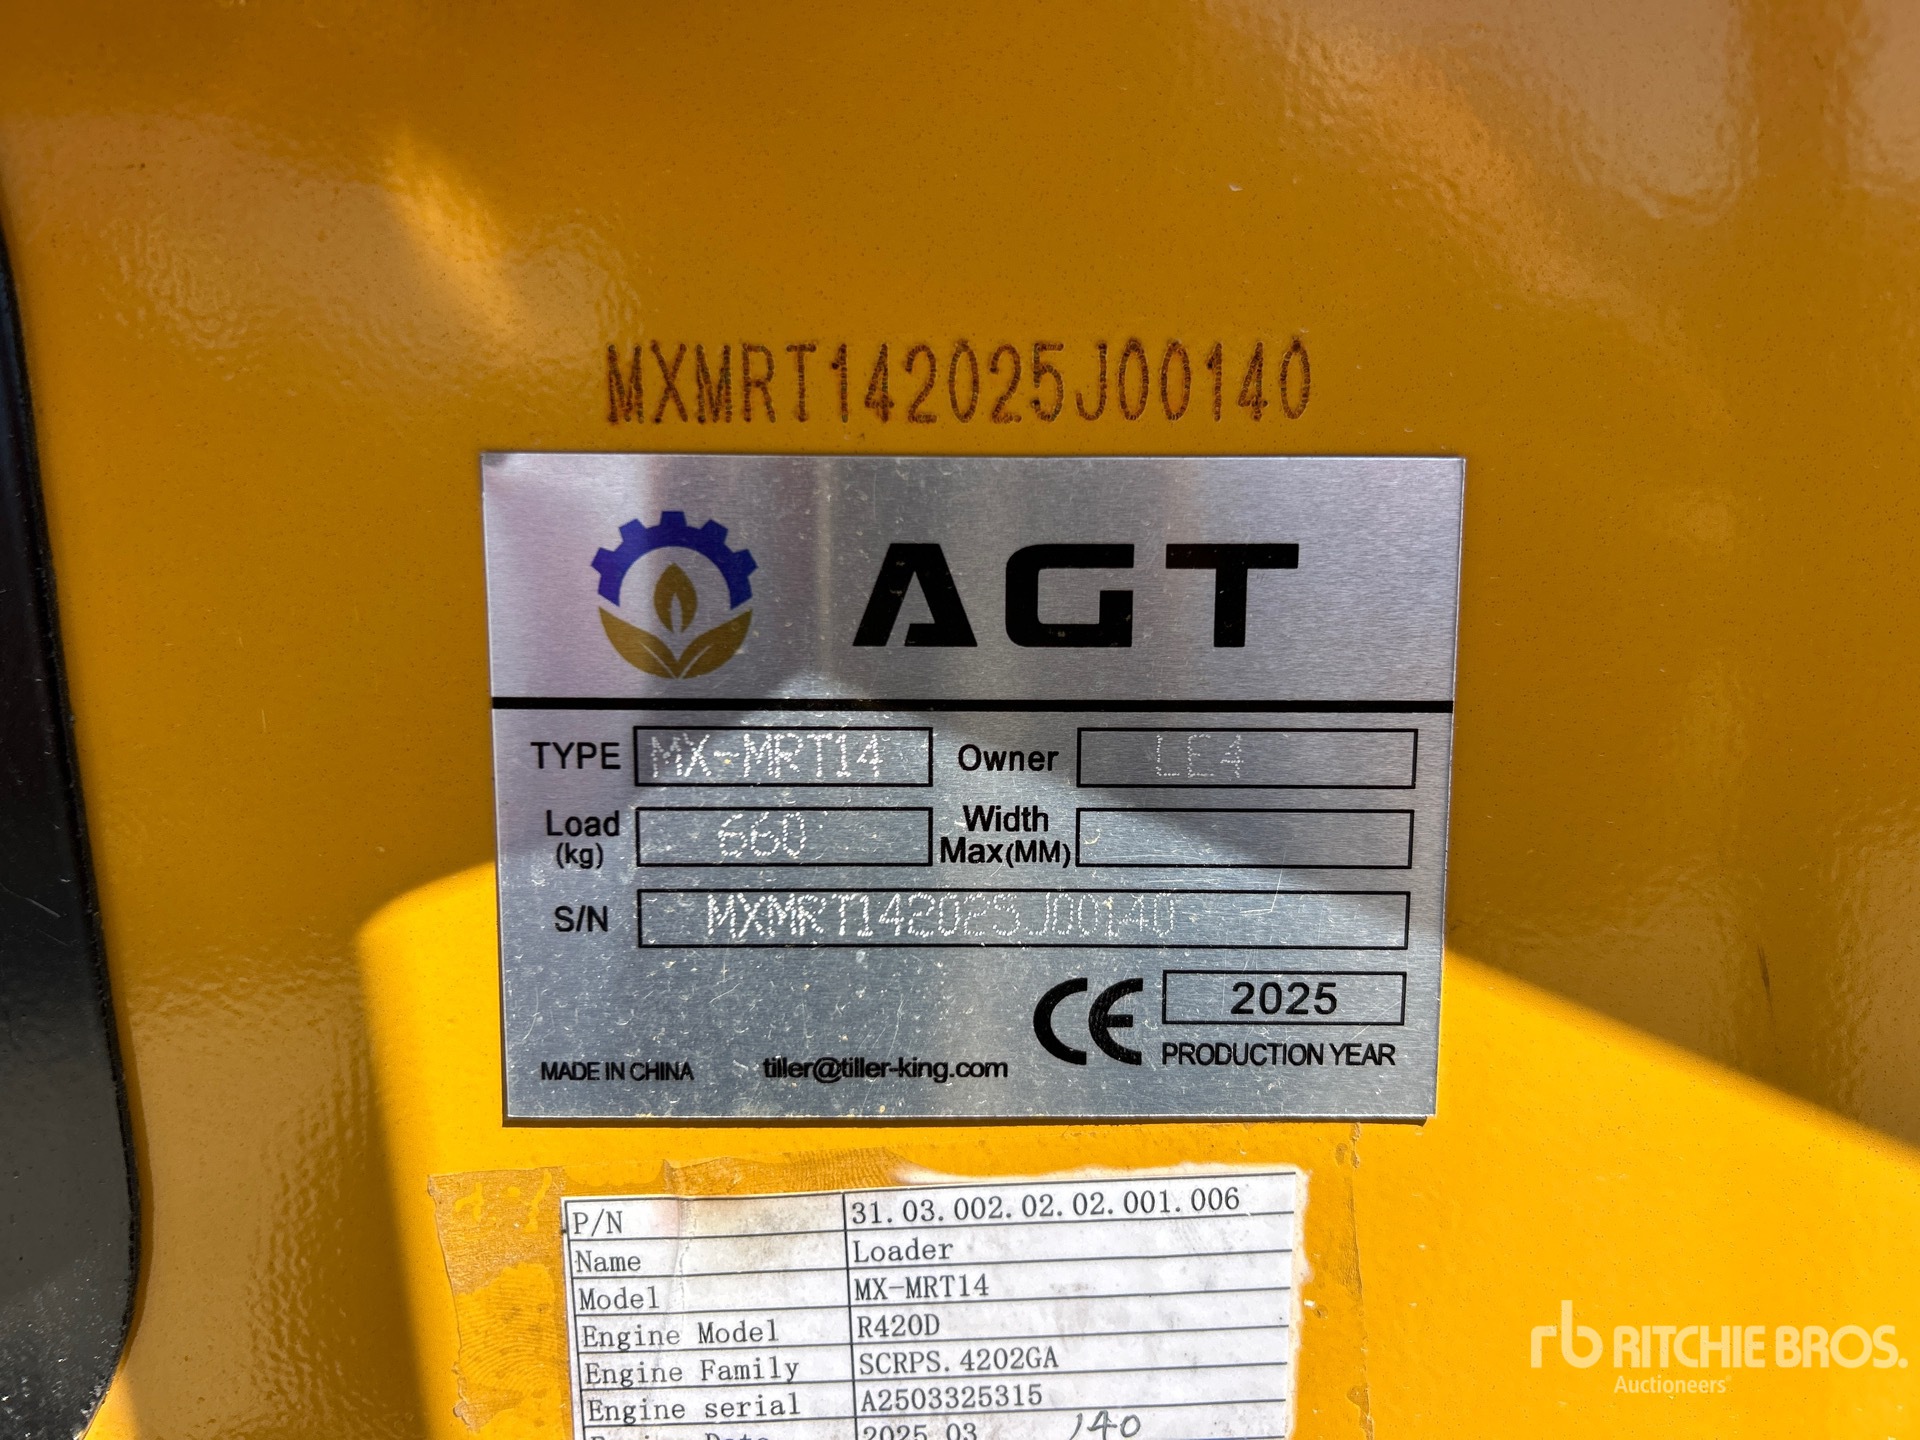 MXMRT142025J00140
AGT
TYPE MX-MRT14 Owner LE4
Load (kg) 660 Width Max(MM)
S/N MXMRT142025J00140
CE 2025
PRODUCTION YEAR
MADE IN CHINA tiller@tiller-king.com
P/N 31.03.002.02.02.001.006
Name Loader
Model MX-MRT14
Engine Model R420D
Engine Family SCRPS.4202GA
Engine serial A2503325315
2025.03 140
rb RITCHIE BROS.
Auctioneers